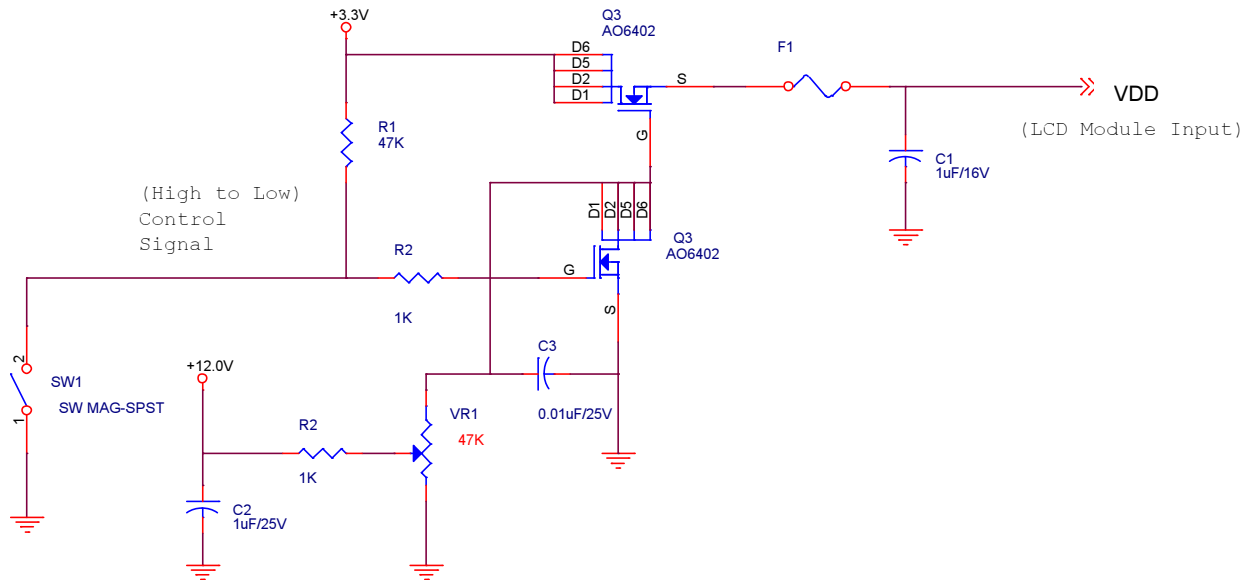 +3.3V
Q3
AO6402
D6
D5
D2
D1
S
G
F1
VDD
(LCD Module Input)
R1
47K
C1
1uF/16V
(High to Low)
Control
Signal
D1
D2
D5
D6
Q3
AO6402
R2
1K
G
S
2
SW1
SW MAG-SPST
1
+12.0V
C3
0.01uF/25V
VR1
47K
R2
1K
C2
1uF/25V